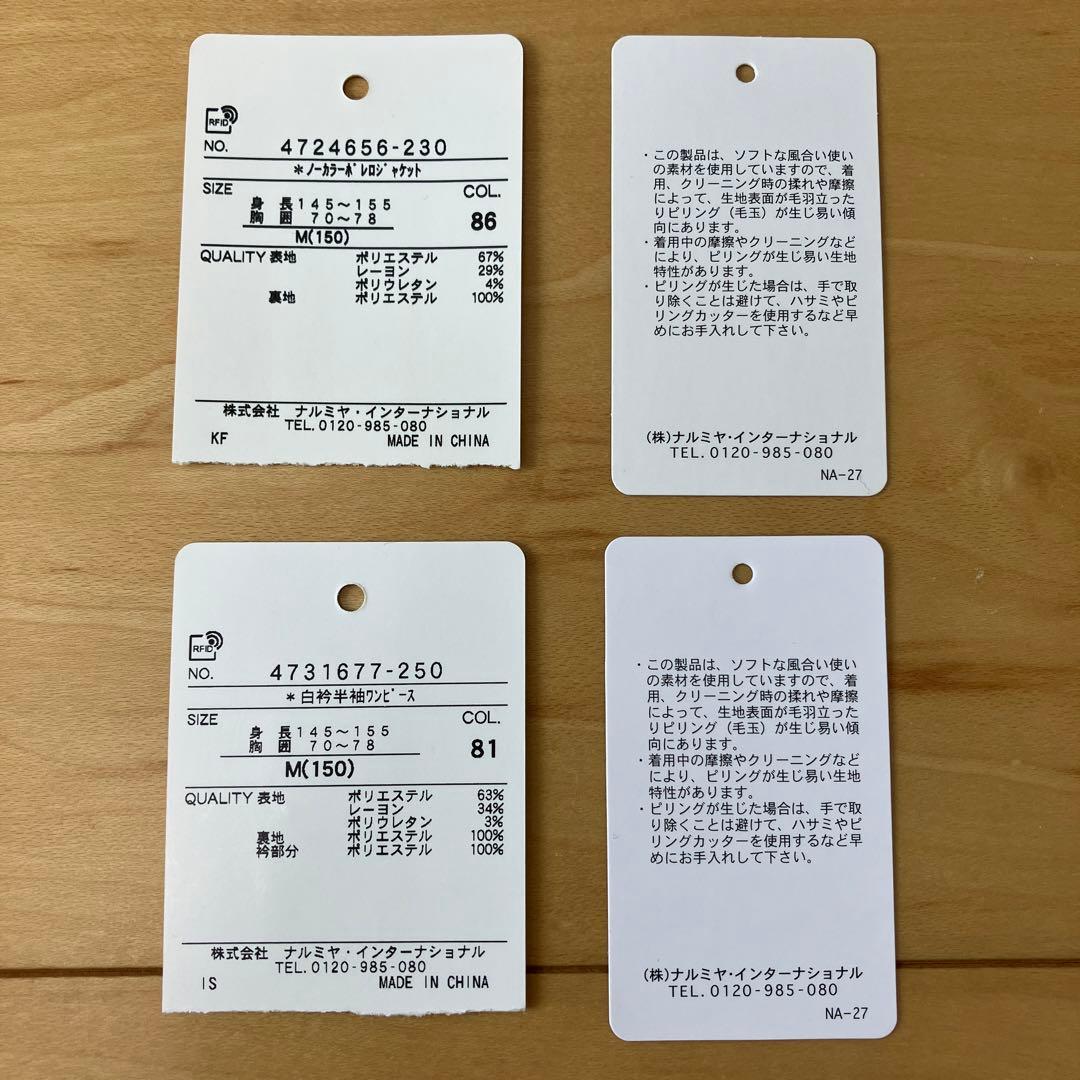 RFID
NO. 4724656-230
*ノーカラーボレロジャケット
SIZE COL.
身 長 145〜155
胸 囲 70〜78 86
M(150)
QUALITY 表地 ポリエステル 67%
レーヨン 29%
ポリウレタン 4%
裏地 ポリエステル 100%
株式会社 ナルミヤ・インターナショナル
TEL.0120-985-080
KF MADE IN CHINA
・この製品は、ソフトな風合い使い
の素材を使用していますので、着
用、クリーニング時の揉れや摩擦
によって、生地表面が毛羽立った
りピリング（毛玉）が生じ易い傾
向にあります。
・着用中の摩擦やクリーニングなど
により、ピリングが生じ易い生地
特性があります。
・ピリングが生じた場合は、手で取
り除くことは避けて、ハサミやピ
リングカッターを使用するなど早
めにお手入れして下さい。
(株)ナルミヤ・インターナショナル
TEL.0120-985-080
NA-27
RFID
NO. 4731677-250
*白衿半袖ワンピース
SIZE COL.
身 長 145〜155
胸 囲 70〜78 81
M(150)
QUALITY 表地 ポリエステル 63%
レーヨン 34%
ポリウレタン 3%
裏地 ポリエステル 100%
衿部分 ポリエステル 100%
株式会社 ナルミヤ・インターナショナル
TEL.0120-985-080
IS MADE IN CHINA
・この製品は、ソフトな風合い使い
の素材を使用していますので、着
用、クリーニング時の揉れや摩擦
によって、生地表面が毛羽立った
りピリング（毛玉）が生じ易い傾
向にあります。
・着用中の摩擦やクリーニングなど
により、ピリングが生じ易い生地
特性があります。
・ピリングが生じた場合は、手で取
り除くことは避けて、ハサミやピ
リングカッターを使用するなど早
めにお手入れして下さい。
(株)ナルミヤ・インターナショナル
TEL.0120-985-080
NA-27